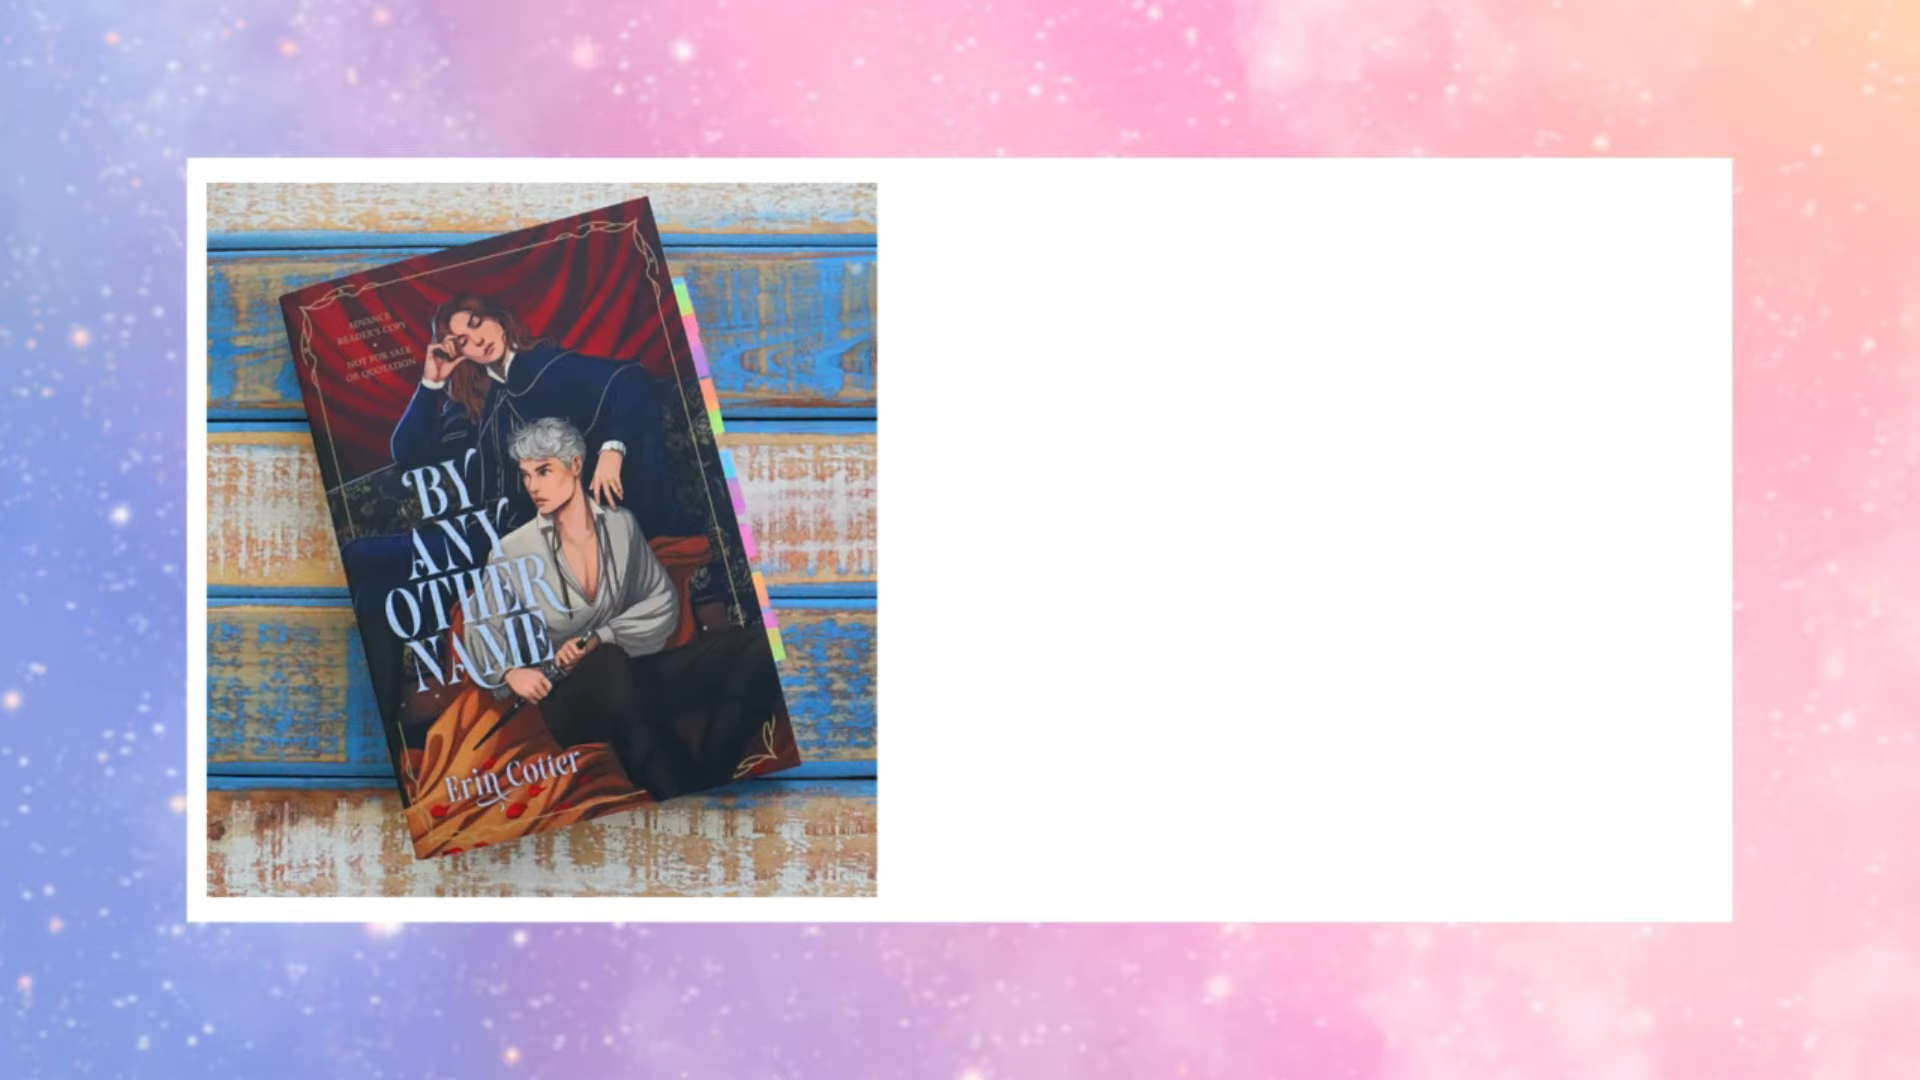 ADVANCE
READER'S COPY
•
NOT FOR SALE
OR QUOTATION
BY
ANY
OTHER
NAME
Erin Cotter